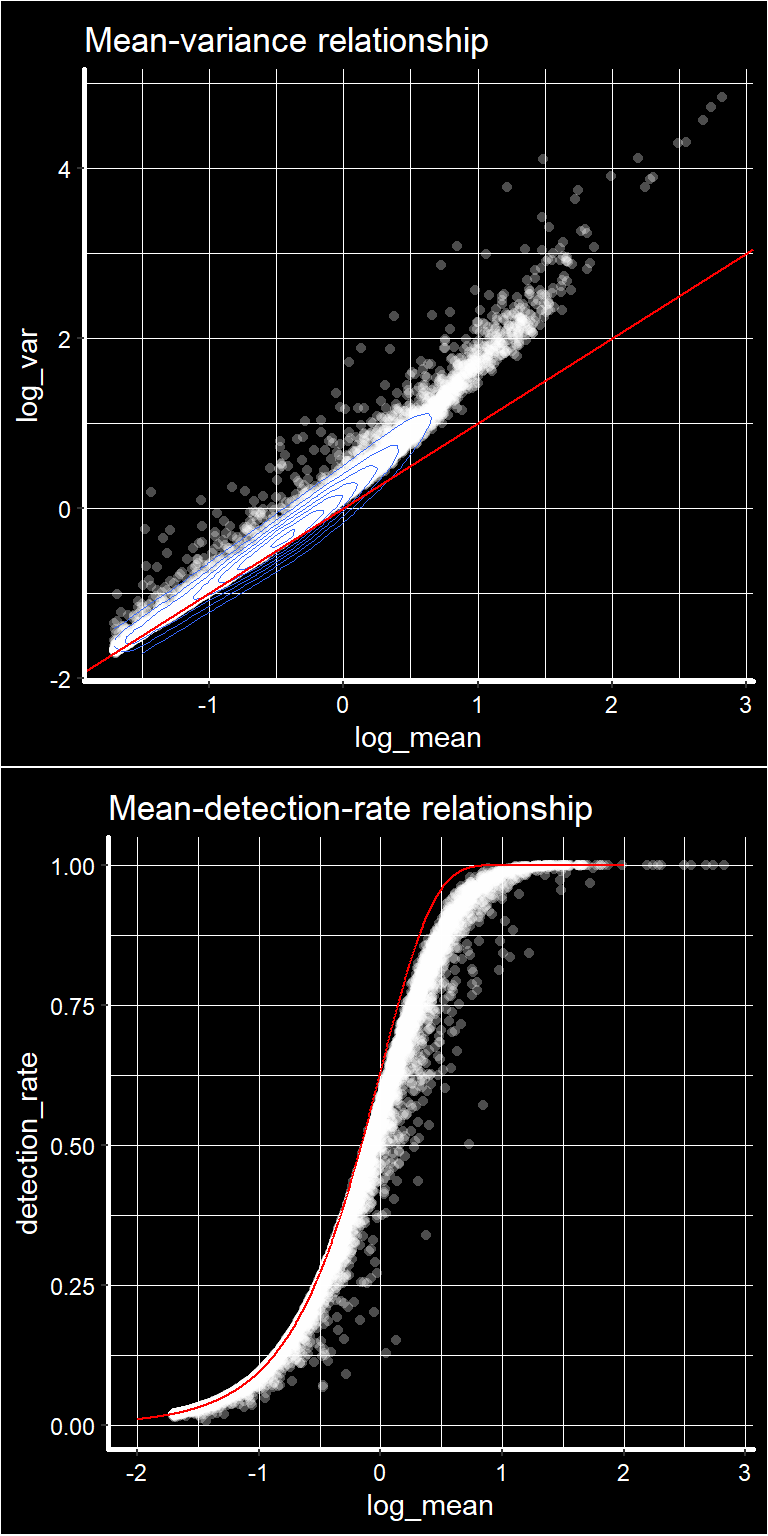 Mean-variance relationship
4
2
0
-2
log_var
-1 0 1 2 3
log_mean
Mean-detection-rate relationship
1.00
0.75
0.50
0.25
0.00
detection_rate
-2 -1 0 1 2 3
log_mean